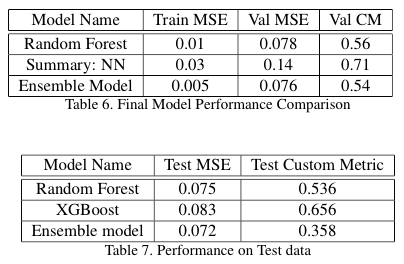 Model Name Train MSE Val MSE Val CM
Random Forest 0.01 0.078 0.56
Summary: NN 0.03 0.14 0.71
Ensemble Model 0.005 0.076 0.54
Table 6. Final Model Performance Comparison
Model Name Test MSE Test Custom Metric
Random Forest 0.075 0.536
XGBoost 0.083 0.656
Ensemble model 0.072 0.358
Table 7. Performance on Test data